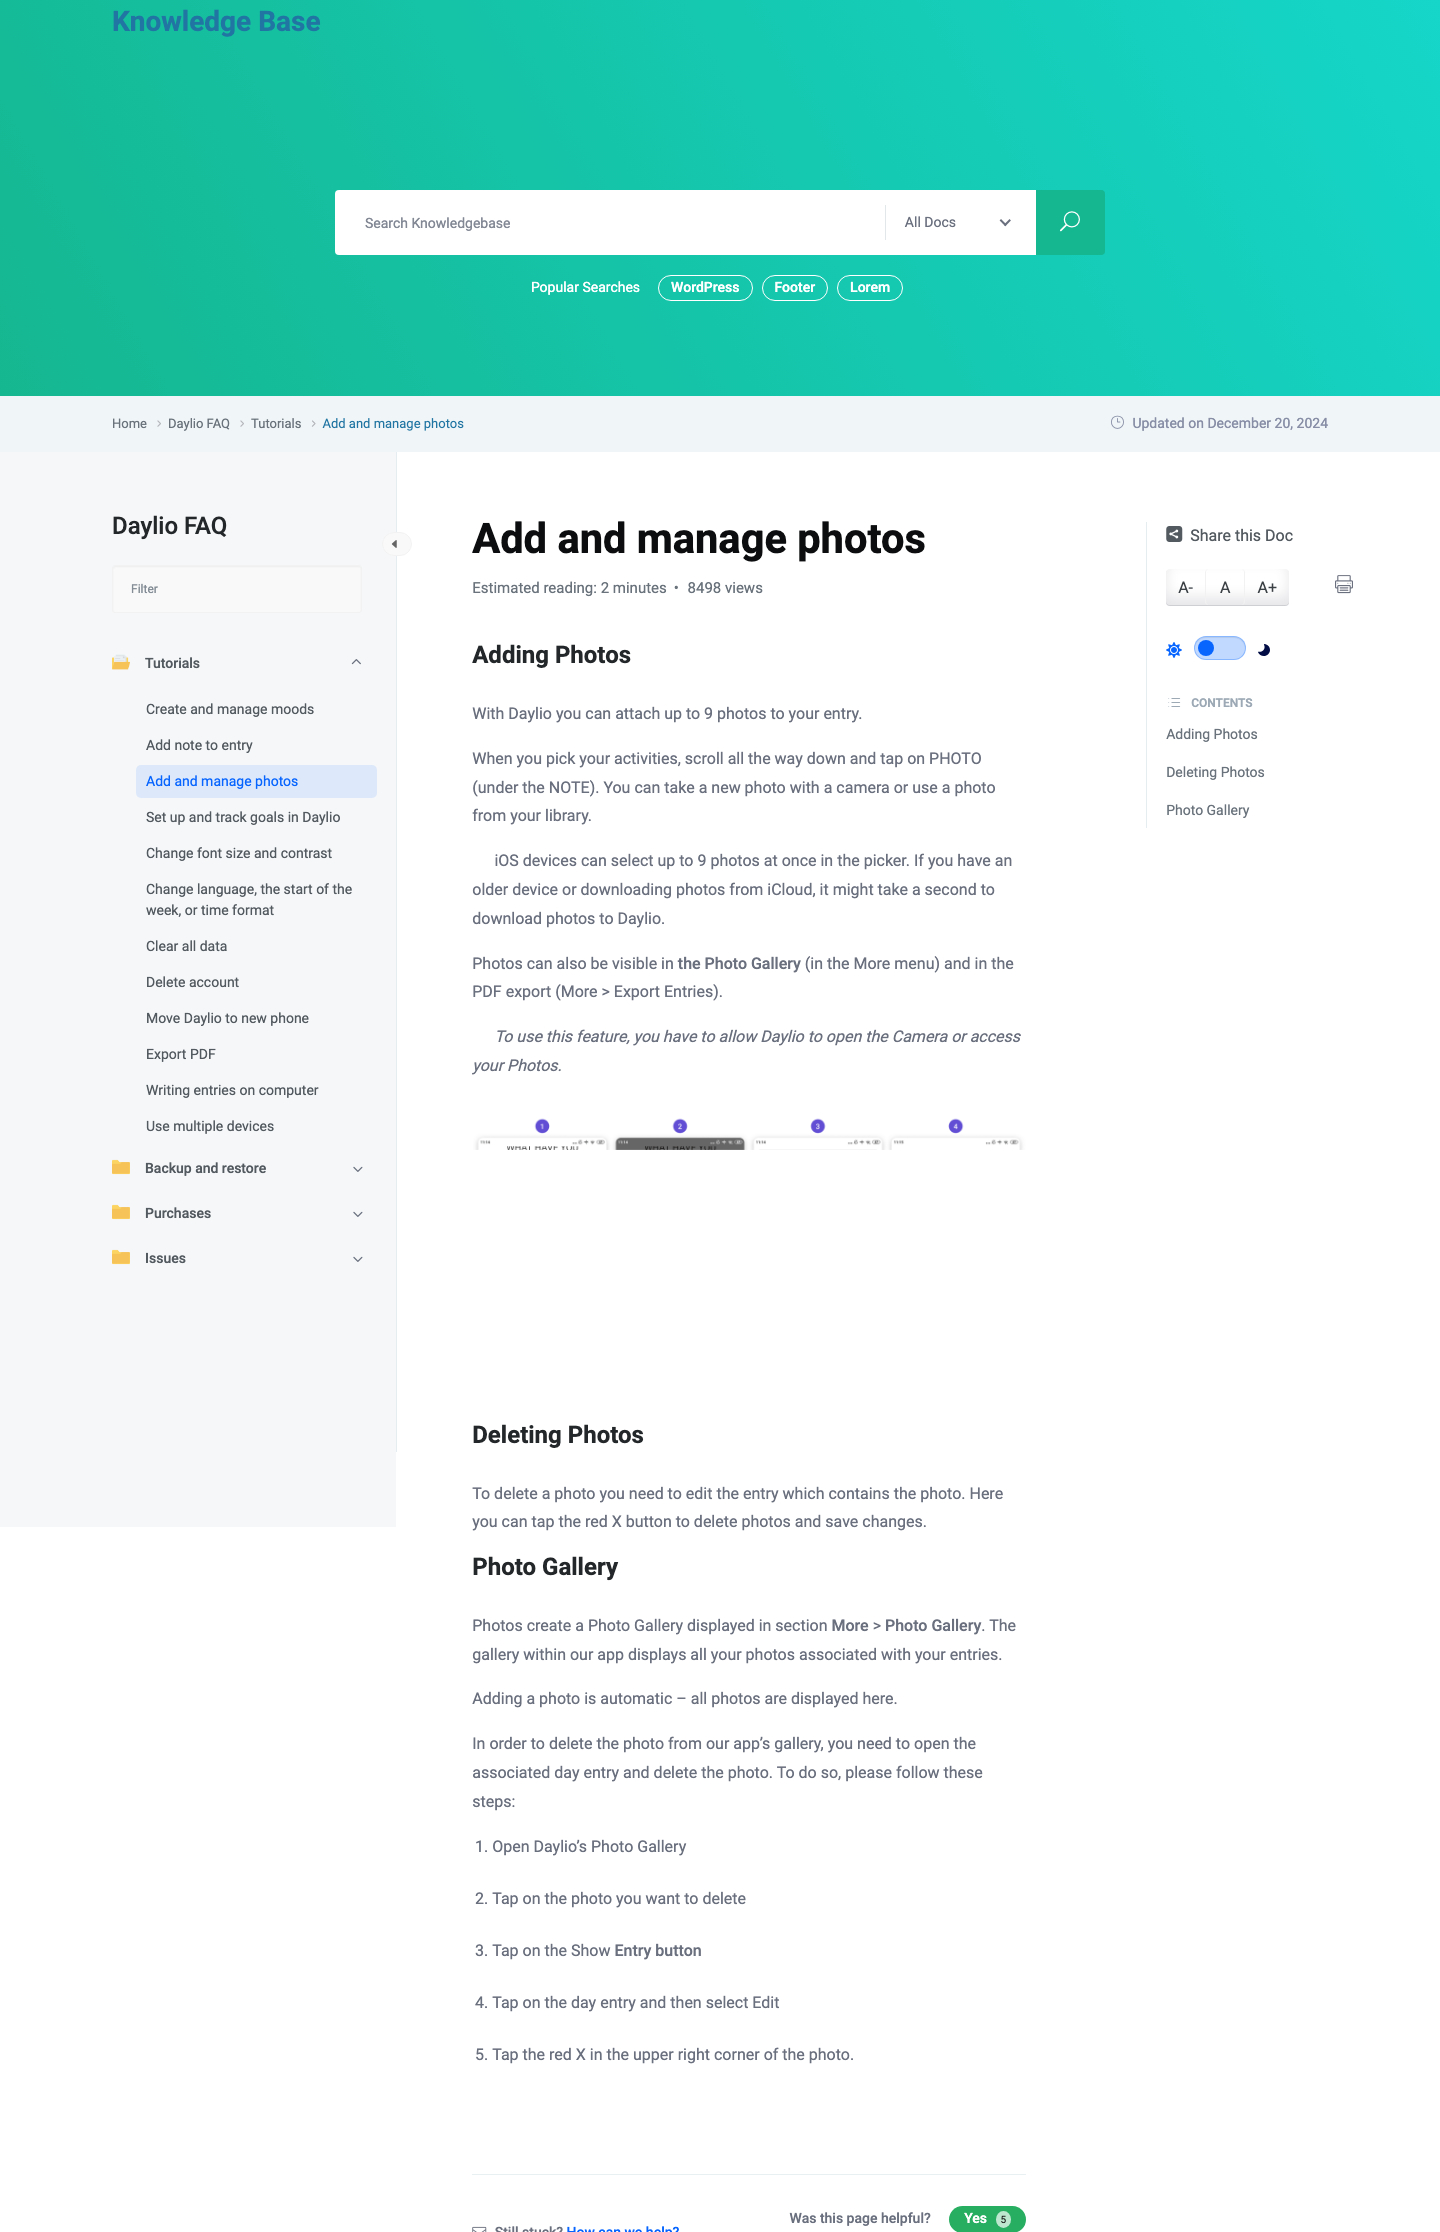 Knowledge Base
Search Knowledgebase
All Docs
Popular Searches
WordPress
Footer
Lorem
Home
Daylio FAQ
Tutorials
Add and manage photos
Updated on December 20, 2024
Daylio FAQ
Filter
Tutorials
Create and manage moods
Add note to entry
Add and manage photos
Set up and track goals in Daylio
Change font size and contrast
Change language, the start of the
week, or time format
Clear all data
Delete account
Move Daylio to new phone
Export PDF
Writing entries on computer
Use multiple devices
Backup and restore
Purchases
Issues
Add and manage photos
Estimated reading: 2 minutes • 8498 views
Adding Photos
With Daylio you can attach up to 9 photos to your entry.
When you pick your activities, scroll all the way down and tap on PHOTO
(under the NOTE). You can take a new photo with a camera or use a photo
from your library.
iOS devices can select up to 9 photos at once in the picker. If you have an
older device or downloading photos from iCloud, it might take a second to
download photos to Daylio.
Photos can also be visible in the Photo Gallery (in the More menu) and in the
PDF export (More > Export Entries).
To use this feature, you have to allow Daylio to open the Camera or access
your Photos.
1
2
3
4
WHAT HAVE YOU
WHAT HAVE YOU
Deleting Photos
To delete a photo you need to edit the entry which contains the photo. Here
you can tap the red X button to delete photos and save changes.
Photo Gallery
Photos create a Photo Gallery displayed in section More > Photo Gallery. The
gallery within our app displays all your photos associated with your entries.
Adding a photo is automatic – all photos are displayed here.
In order to delete the photo from our app’s gallery, you need to open the
associated day entry and delete the photo. To do so, please follow these
steps:
1. Open Daylio’s Photo Gallery
2. Tap on the photo you want to delete
3. Tap on the Show Entry button
4. Tap on the day entry and then select Edit
5. Tap the red X in the upper right corner of the photo.
Still stuck? How can we help?
Was this page helpful?
Yes 5
Share this Doc
A- A A+
CONTENTS
Adding Photos
Deleting Photos
Photo Gallery